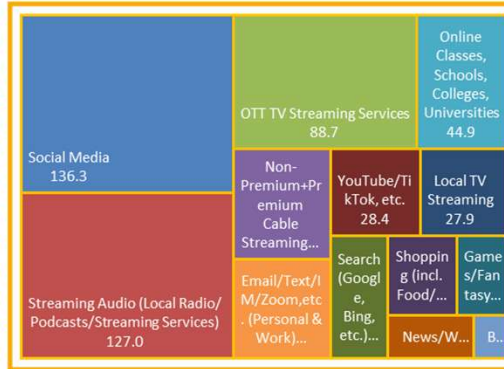 Social Media
136.3
Streaming Audio (Local Radio/
Podcasts/Streaming Services)
127.0
OTT TV Streaming Services
88.7
Online
Classes,
Schools,
Colleges,
Universities
44.9
Non-
Premium+Pr
emium
Cable
Streaming...
YouTube/Ti
kTok, etc.
28.4
Local TV
Streaming
27.9
Email/Text/I
M/Zoom,etc
. (Personal &
Work)...
Search
(Googl
e,
Bing,
etc.)...
Shoppin
g (incl.
Food/...
Game
s/Fan
tasy...
News/W...
B...